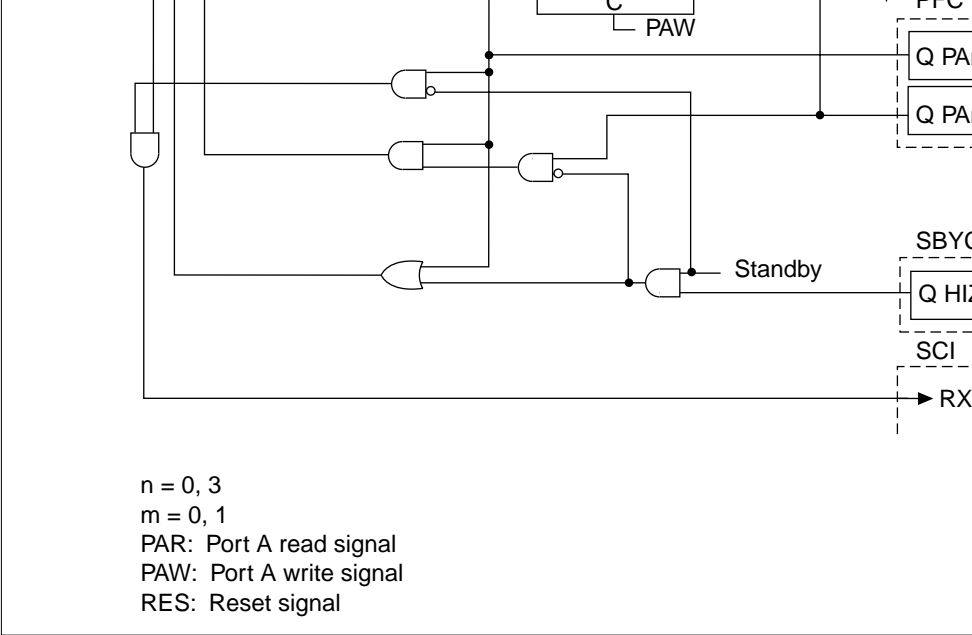 PFC
C
PAW
Q PA
Q PA
SBYC
Standby
Q HIZ
SCI
RX
n = 0, 3
m = 0, 1
PAR: Port A read signal
PAW: Port A write signal
RES: Reset signal